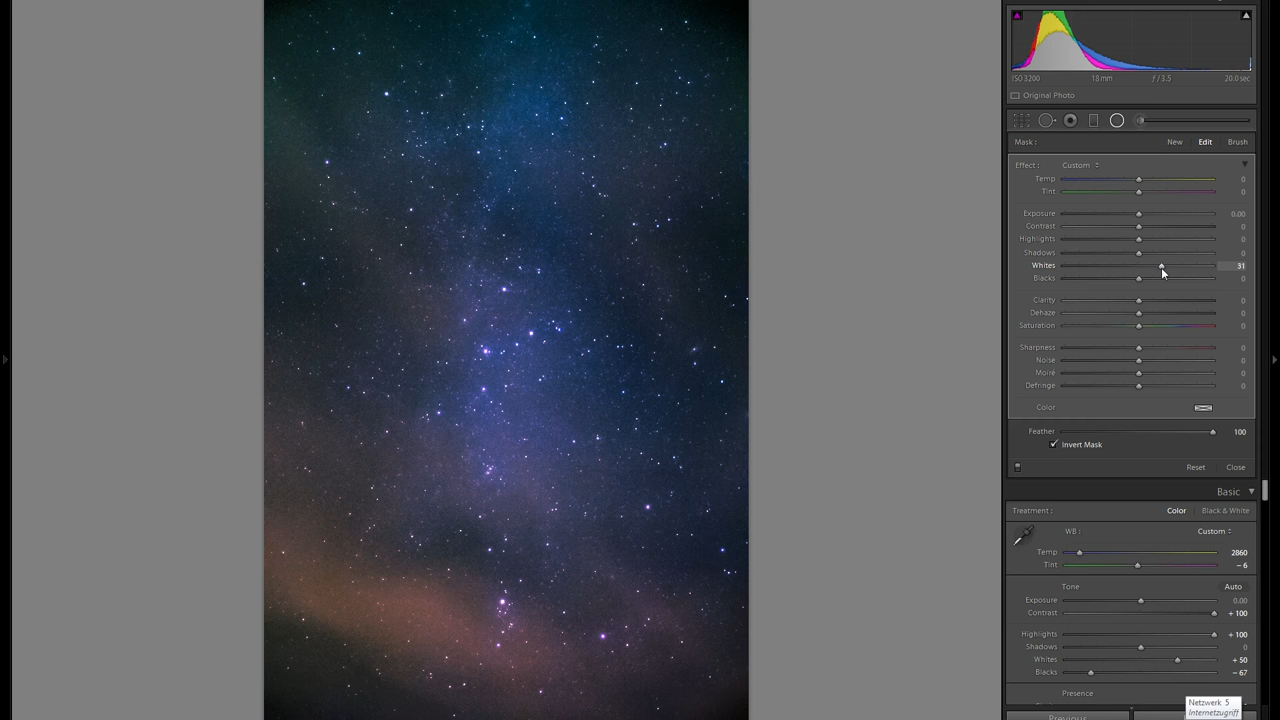 ISO 3200 18 mm ƒ / 3.5 20.0 sec
Original Photo
Mask : New Edit Brush
Effect : Custom
Temp 0
Tint 0
Exposure 0.00
Contrast 0
Highlights 0
Shadows 0
Whites 31
Blacks 0
Clarity 0
Dehaze 0
Saturation 0
Sharpness 0
Noise 0
Moiré 0
Defringe 0
Color
Feather 100
Invert Mask
Reset Close
Basic
Treatment : Color Black & White
WB : Custom
Temp 2860
Tint – 6
Tone Auto
Exposure 0.00
Contrast + 100
Highlights + 100
Shadows 0
Whites + 50
Blacks – 67
Presence
Netzwerk 5
Internetzugriff
Previous